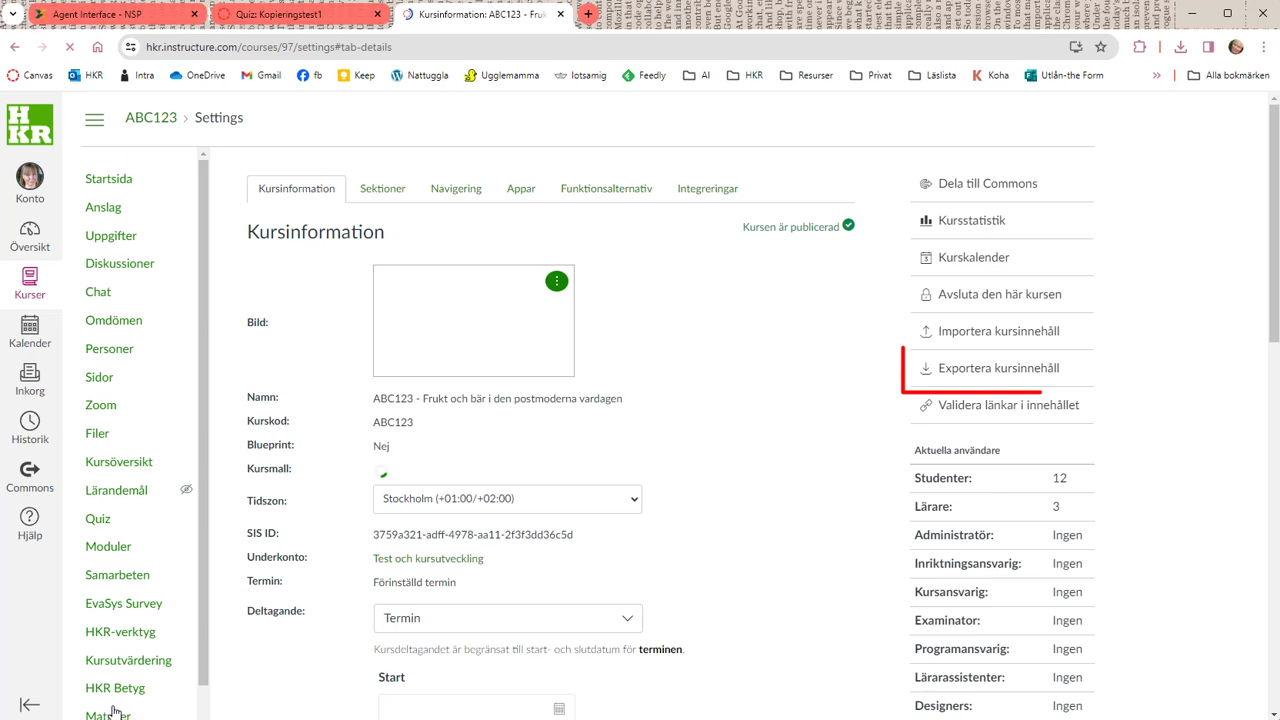 Agent Interface - NSP
Quiz: Kopieringstest1
Kursinformation: ABC123 - Fruk
hkr.instructure.com/courses/97/settings#tab-details
Canvas
HKR
Intra
OneDrive
Gmail
fb
Keep
Nattuggla
Ugglemamma
Iotsamig
Feedly
AI
HKR
Resurser
Privat
Läslista
Koha
Utlån-the Form
Alla bokmärken
HKR
Konto
Översikt
Kurser
Kalender
Inkorg
Historik
Commons
Hjälp
ABC123 › Settings
Startsida
Anslag
Uppgifter
Diskussioner
Chat
Omdömen
Personer
Sidor
Zoom
Filer
Kursöversikt
Lärandemål
Quiz
Moduler
Samarbeten
EvaSys Survey
HKR-verktyg
Kursutvärdering
HKR Betyg
Kursinformation
Sektioner
Navigering
Appar
Funktionsalternativ
Integreringar
Kursinformation
Kursen är publicerad
Bild:
Namn: ABC123 - Frukt och bär i den postmoderna vardagen
Kurskod: ABC123
Blueprint: Nej
Kursmall:
Tidszon: Stockholm (+01:00/+02:00)
SIS ID: 3759a321-adff-4978-aa11-2f3f3dd36c5d
Underkonto: Test och kursutveckling
Termin: Förinställd termin
Deltagande: Termin
Kursdeltagandet är begränsat till start- och slutdatum för terminen.
Start
Dela till Commons
Kursstatistik
Kurskalender
Avsluta den här kursen
Importera kursinnehåll
Exportera kursinnehåll
Validera länkar i innehållet
Aktuella användare
Studenter: 12
Lärare: 3
Administratör: Ingen
Inriktningsansvarig: Ingen
Kursansvarig: Ingen
Examinator: Ingen
Programansvarig: Ingen
Lärarassistenter: Ingen
Designers: Ingen